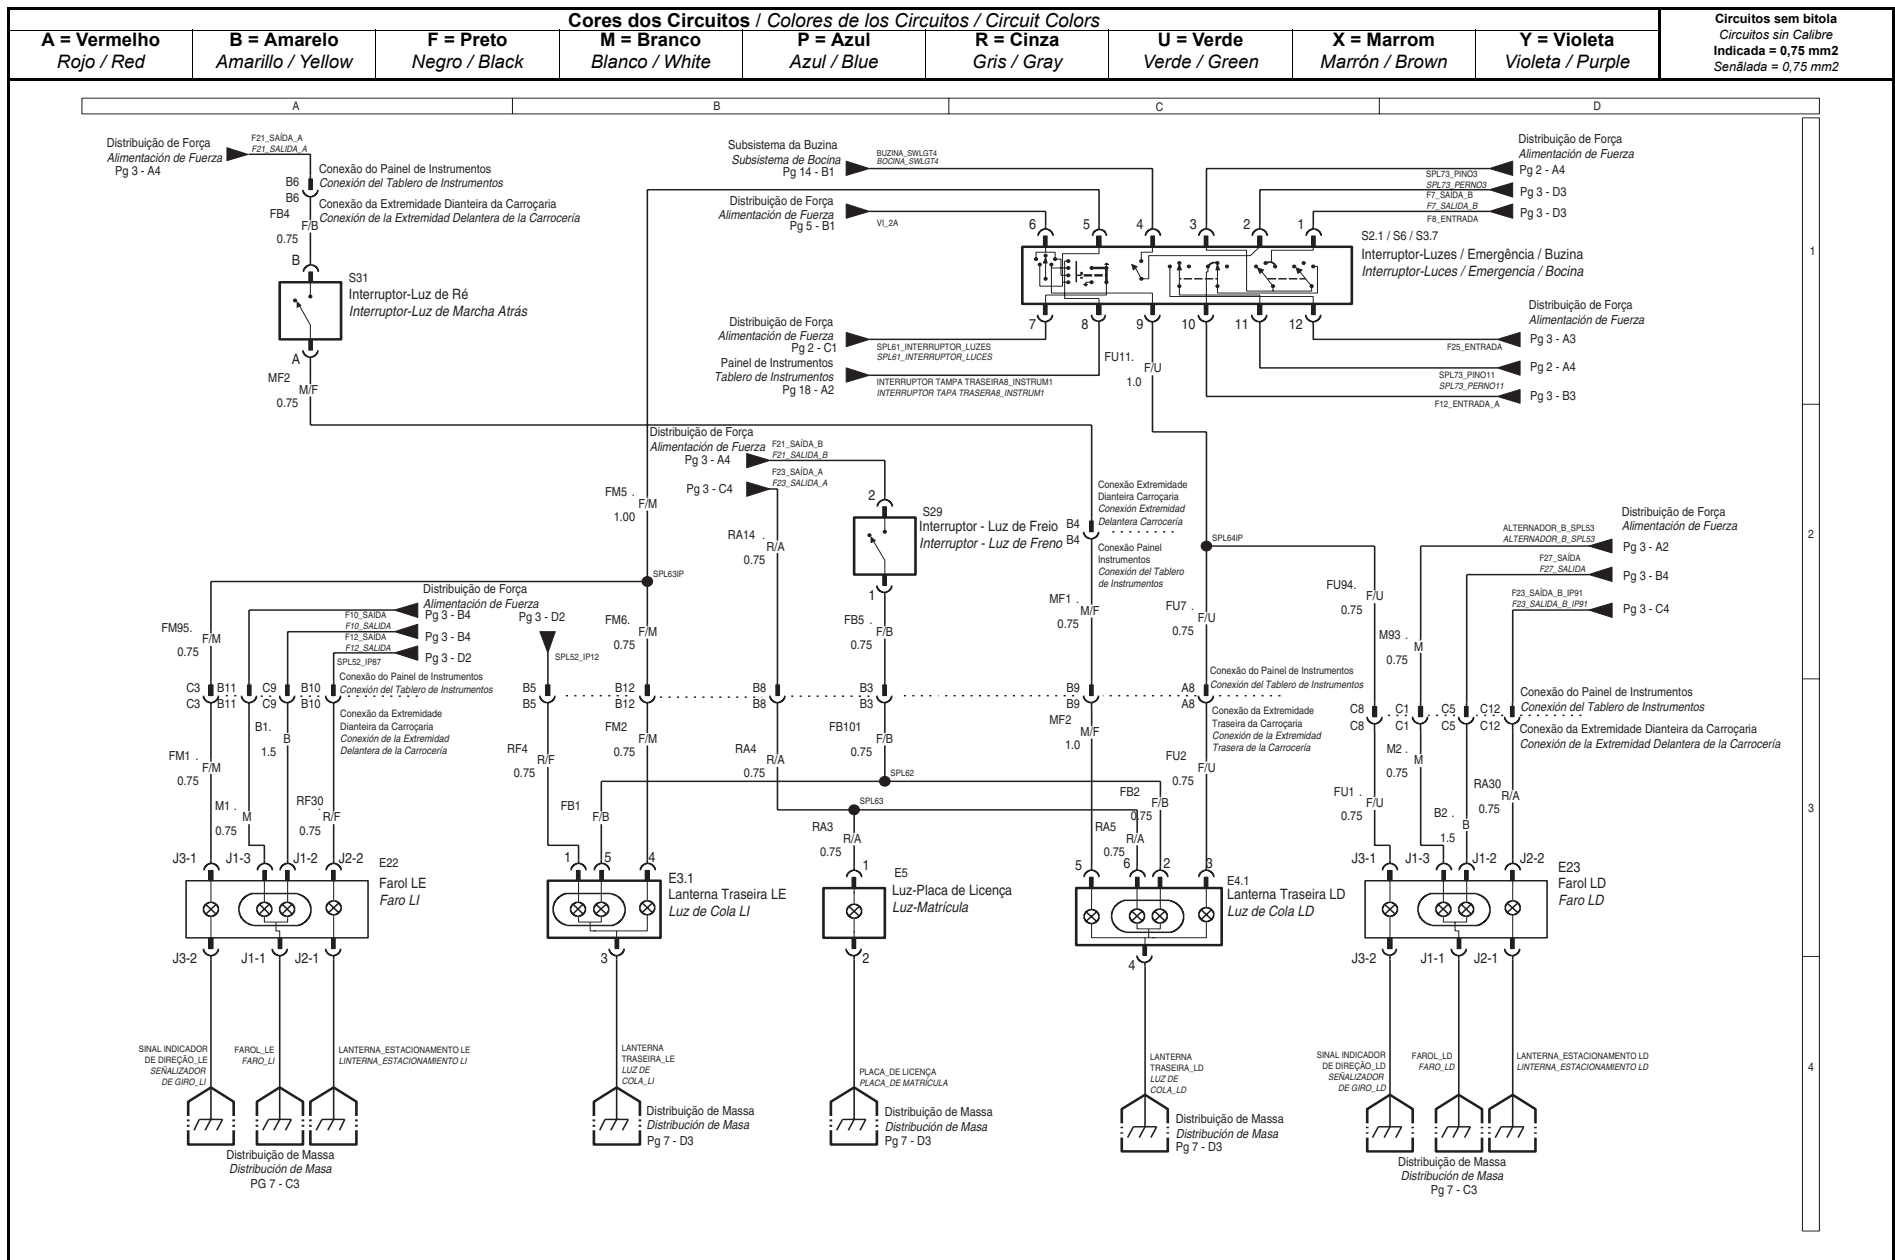 Cores dos Circuitos / Colores de los Circuitos / Circuit Colors
A = Vermelho
Rojo / Red
B = Amarelo
Amarillo / Yellow
F = Preto
Negro / Black
M = Branco
Blanco / White
P = Azul
Azul / Blue
R = Cinza
Gris / Gray
U = Verde
Verde / Green
X = Marrom
Marrón / Brown
Y = Violeta
Violeta / Purple
Circuitos sem bitola
Circuitos sin Calibre
Indicada = 0,75 mm2
Senãlada = 0,75 mm2
A
B
C
D
1
2
3
4
Distribuição de Força
Alimentación de Fuerza
Pg 3 - A4
F21_SAÍDA_A
F21_SALIDA_A
B6
B6
Conexão do Painel de Instrumentos
Conexión del Tablero de Instrumentos
Conexão da Extremidade Dianteira da Carroçaria
Conexión de la Extremidad Delantera de la Carrocería
FB4
F/B
0.75
B
S31
Interruptor-Luz de Ré
Interruptor-Luz de Marcha Atrás
A
MF2
M/F
0.75
Subsistema da Buzina
Subsistema de Bocina
Pg 14 - B1
BUZINA_SWLGT4
BOCINA_SWLGT4
Distribuição de Força
Alimentación de Fuerza
Pg 5 - B1
VI_2A
6
5
4
3
2
1
Distribuição de Força
Alimentación de Fuerza
Pg 2 - A4
SPL73_PINO3
SPL73_PERNO3
Pg 3 - D3
F7_SAÍDA_B
F7_SALIDA_B
Pg 3 - D3
F8_ENTRADA
S2.1 / S6 / S3.7
Interruptor-Luzes / Emergência / Buzina
Interruptor-Luces / Emergencia / Bocina
7
8
9
10
11
12
Distribuição de Força
Alimentación de Fuerza
Pg 2 - C1
SPL61_INTERRUPTOR_LUZES
SPL61_INTERRUPTOR_LUCES
Painel de Instrumentos
Tablero de Instrumentos
Pg 18 - A2
INTERRUPTOR TAMPA TRASEIRA8_INSTRUM1
INTERRUPTOR TAPA TRASERA8_INSTRUM1
FU11.
F/U
1.0
Distribuição de Força
Alimentación de Fuerza
Pg 3 - A3
F25_ENTRADA
Pg 2 - A4
SPL73_PINO11
SPL73_PERNO11
Pg 3 - B3
F12_ENTRADA_A
Distribuição de Força
Alimentación de Fuerza
Pg 3 - A4
F21_SAÍDA_B
F21_SALIDA_B
Pg 3 - C4
F23_SAÍDA_A
F23_SALIDA_A
FM5 .
F/M
1.00
RA14 .
R/A
0.75
2
S29
Interruptor - Luz de Freio
Interruptor - Luz de Freno
1
Conexão Extremidade
Dianteira Carroçaria
Conexión Extremidad
Delantera Carrocería
B4
B4
Conexão Painel
Instrumentos
Conexión del Tablero
de Instrumentos
SPL64IP
Distribuição de Força
Alimentación de Fuerza
ALTERNADOR_B_SPL53
ALTERNADOR_B_SPL53
Pg 3 - A2
F27_SAÍDA
F27_SALIDA
Pg 3 - B4
F23_SAÍDA_B_IP91
F23_SALIDA_B_IP91
Pg 3 - C4
SPL63IP
Distribuição de Força
Alimentación de Fuerza
F10_SAÍDA
F10_SALIDA
Pg 3 - B4
F12_SAÍDA
F12_SALIDA
Pg 3 - B4
SPL52_IP87
Pg 3 - D2
FM95.
F/M
0.75
Pg 3 - D2
SPL52_IP12
FM6.
F/M
0.75
FB5 .
F/B
0.75
MF1 .
M/F
0.75
FU7 .
F/U
0.75
FU94.
F/U
0.75
M93 .
M
0.75
Conexão do Painel de Instrumentos
Conexión del Tablero de Instrumentos
C3 B11 C9 B10
C3 B11 C9 B10
Conexão da Extremidade
Dianteira da Carroçaria
Conexión de la Extremidad
Delantera de la Carrocería
B5 B12 B8 B3 B9 A8
B5 B12 B8 B3 B9 A8
Conexão do Painel de Instrumentos
Conexión del Tablero de Instrumentos
Conexão da Extremidade
Traseira da Carroçaria
Conexión de la Extremidad
Trasera de la Carrocería
C8 C1 C5 C12
C8 C1 C5 C12
Conexão do Painel de Instrumentos
Conexión del Tablero de Instrumentos
Conexão da Extremidade Dianteira da Carroçaria
Conexión de la Extremidad Delantera de la Carrocería
FM1 .
F/M
0.75
B1.
B
1.5
M1 .
M
0.75
RF30
R/F
0.75
RF4
R/F
0.75
FM2
F/M
0.75
RA4
R/A
0.75
FB101
F/B
0.75
MF2
M/F
1.0
FU2
F/U
0.75
SPL62
SPL63
FB1
F/B
RA3
R/A
0.75
FB2
F/B
0.75
RA5
R/A
0.75
M2 .
M
0.75
FU1 .
F/U
0.75
B2 .
B
1.5
RA30
R/A
0.75
J3-1 J1-3 J1-2 J2-2
E22
Farol LE
Faro LI
J3-2 J1-1 J2-1
1 5 4
E3.1
Lanterna Traseira LE
Luz de Cola LI
3
1
E5
Luz-Placa de Licença
Luz-Matrícula
2
5 6 2 3
E4.1
Lanterna Traseira LD
Luz de Cola LD
4
J3-1 J1-3 J1-2 J2-2
E23
Farol LD
Faro LD
J3-2 J1-1 J2-1
SINAL INDICADOR
DE DIREÇÃO_LE
SEÑALIZADOR
DE GIRO_LI
FAROL_LE
FARO_LI
LANTERNA_ESTACIONAMENTO LE
LINTERNA_ESTACIONAMIENTO LI
LANTERNA
TRASEIRA_LE
LUZ DE
COLA_LI
PLACA_DE LICENÇA
PLACA_DE MATRÍCULA
LANTERNA
TRASEIRA_LD
LUZ DE
COLA_LD
SINAL INDICADOR
DE DIREÇÃO_LD
SEÑALIZADOR
DE GIRO_LD
FAROL_LD
FARO_LD
LANTERNA_ESTACIONAMENTO LD
LINTERNA_ESTACIONAMIENTO LD
Distribuição de Massa
Distribución de Masa
PG 7 - C3
Distribuição de Massa
Distribución de Masa
Pg 7 - D3
Distribuição de Massa
Distribución de Masa
Pg 7 - D3
Distribuição de Massa
Distribución de Masa
Pg 7 - D3
Distribuição de Massa
Distribución de Masa
Pg 7 - C3